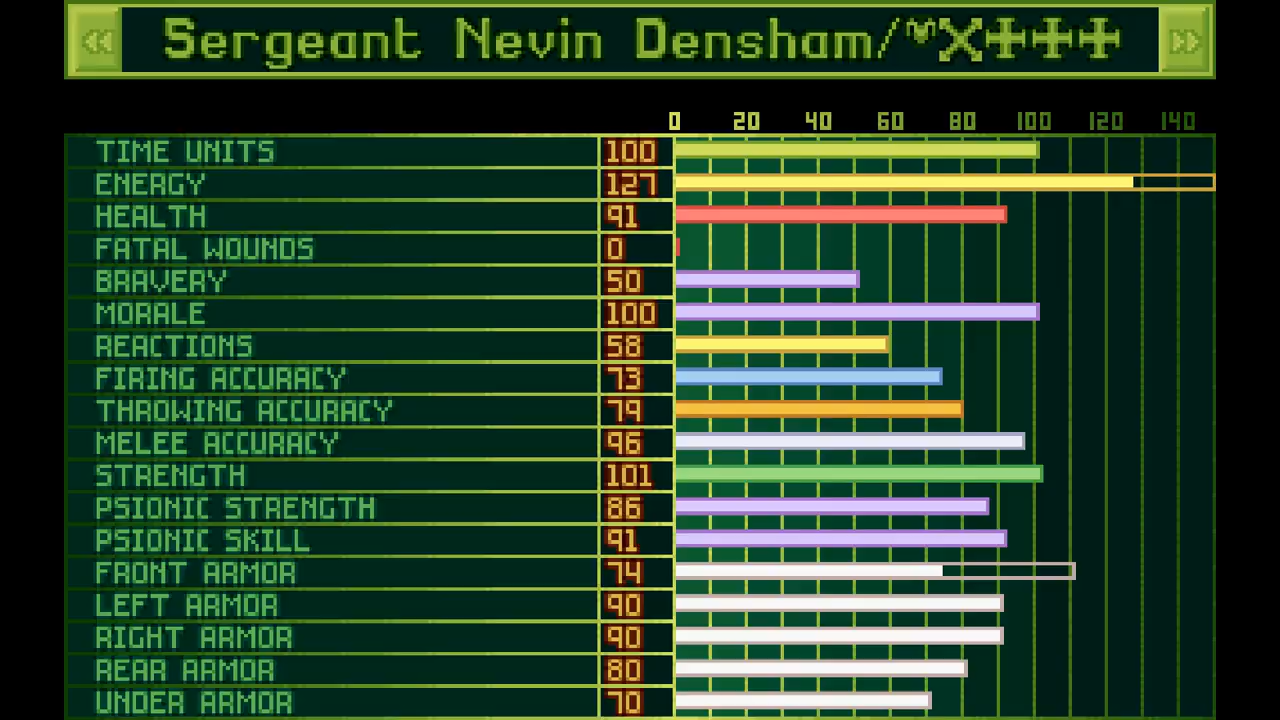 Sergeant Nevin Densham/
0 20 40 60 80 100 120 140
TIME UNITS 100
ENERGY 127
HEALTH 91
FATAL WOUNDS 0
BRAVERY 50
MORALE 100
REACTIONS 58
FIRING ACCURACY 73
THROWING ACCURACY 79
MELEE ACCURACY 96
STRENGTH 101
PSIONIC STRENGTH 86
PSIONIC SKILL 91
FRONT ARMOR 74
LEFT ARMOR 90
RIGHT ARMOR 90
REAR ARMOR 80
UNDER ARMOR 70